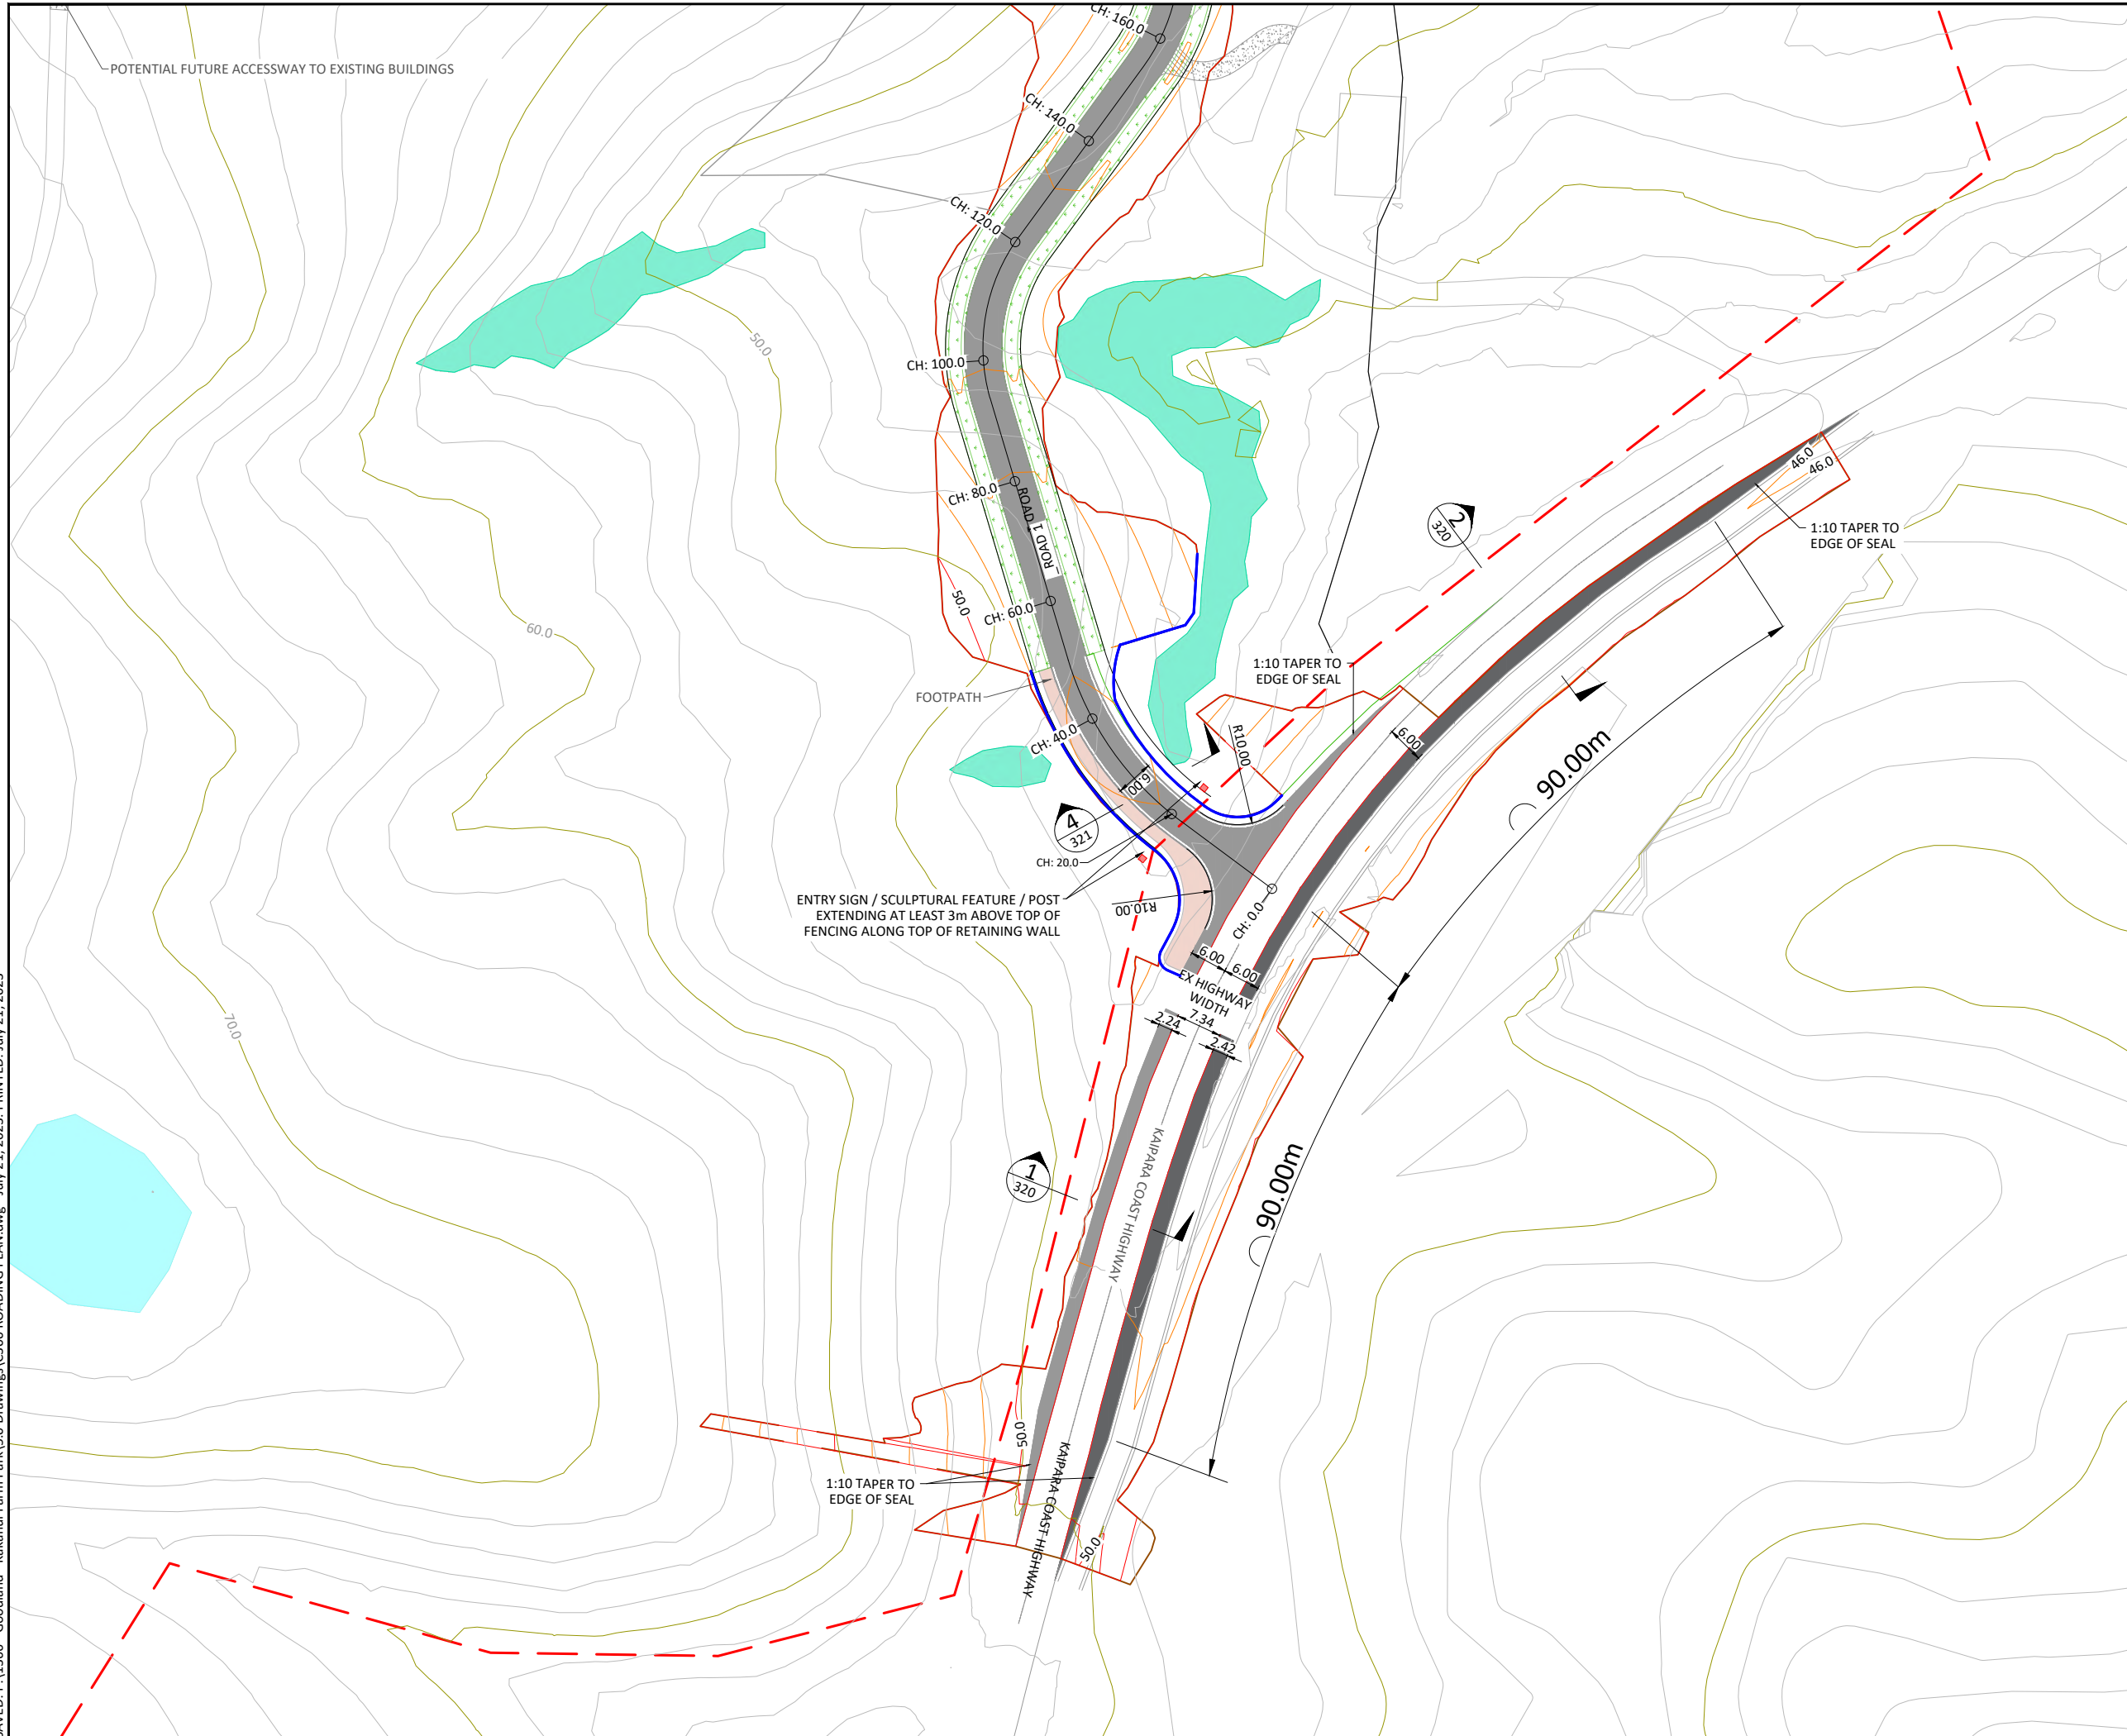 CH: 160.0
POTENTIAL FUTURE ACCESSWAY TO EXISTING BUILDINGS
CH: 140.0
CH: 120.0
50.0
CH: 100.0
46.0
46.0
CH: 80.0
ROAD 1
2
320
1:10 TAPER TO
EDGE OF SEAL
ROAD 1
50.0
CH: 60.0
60.0
1:10 TAPER TO
EDGE OF SEAL
FOOTPATH
CH: 40.0
R10.00
6.00
90.00m
6.00
4
321
CH: 20.0
ENTRY SIGN / SCULPTURAL FEATURE / POST
EXTENDING AT LEAST 3m ABOVE TOP OF
FENCING ALONG TOP OF RETAINING WALL
R10.00
CH: 0.0
6.00
6.00
EX HIGHWAY
WIDTH
7.34
2.24
2.42
70.0
KAIPARA COAST HIGHWAY
1
320
90.00m
50.0
KAIPARA COAST HIGHWAY
1:10 TAPER TO
EDGE OF SEAL
50.0